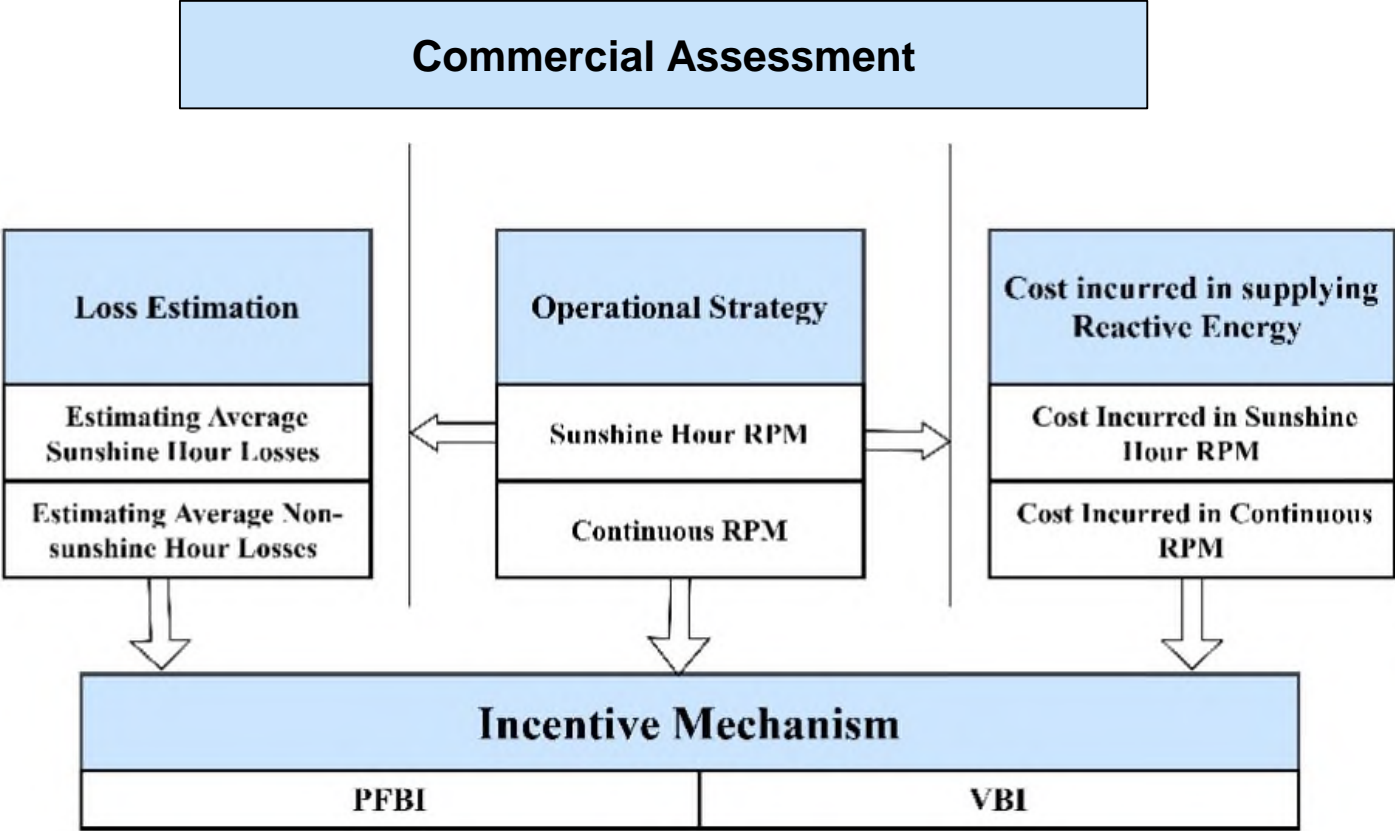 Commercial Assessment
Loss Estimation
Estimating Average
Sunshine Hour Losses
Estimating Average Non-
sunshine Hour Losses
Operational Strategy
Sunshine Hour RPM
Continuous RPM
Cost incurred in supplying
Reactive Energy
Cost Incurred in Sunshine
Hour RPM
Cost Incurred in Continuous
RPM
Incentive Mechanism
PFBI
VBI